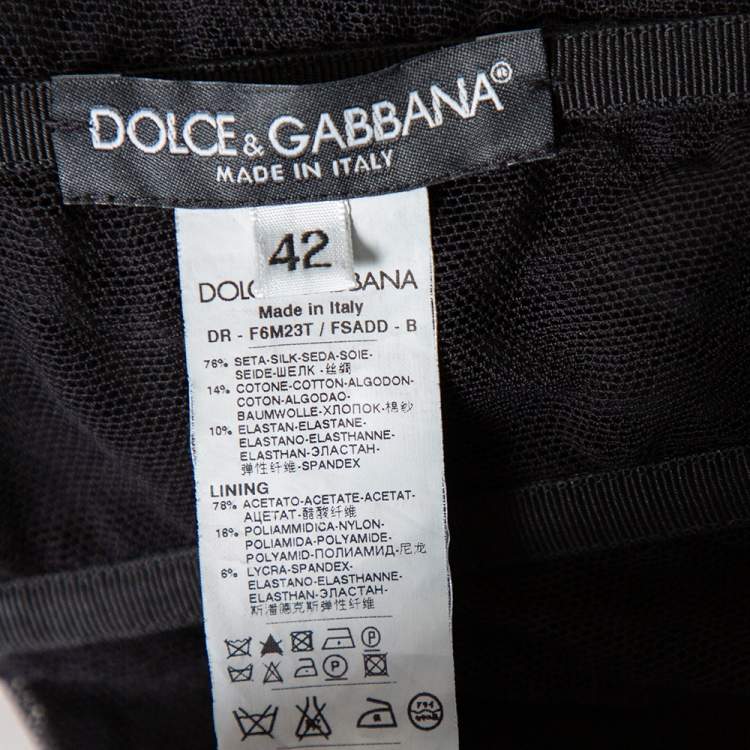 DOLCE & GABBANA®
MADE IN ITALY
42
Made in Italy
DR - F6M23T / FSADD - B
76% SETA-SILK-SEDA-SOIE-
SEIDE-ШЕЛК - 丝绸
14% COTONE-COTTON-ALGODON-
COTON-ALGODAO-
BAUMWOLLE-ХЛОПОК-棉纱
10% ELASTAN-ELASTANE-
ELASTANO-ELASTHANNE-
ELASTHAN-ЭЛАСТАН-
弹性纤维-SPANDEX
LINING
78% ACETATO-ACETATE-ACETAT-
АЦЕТАТ-醋酸纤维
16% POLIAMMIDICA-NYLON-
POLIAMIDA-POLYAMIDE-
POLYAMID-ПОЛИАМИД-尼龙
6% LYCRA-SPANDEX-
ELASTANO-ELASTHANNE-
ELASTHAN-ЭЛАСТАН-
斯潘德克斯弹性纤维
P
P